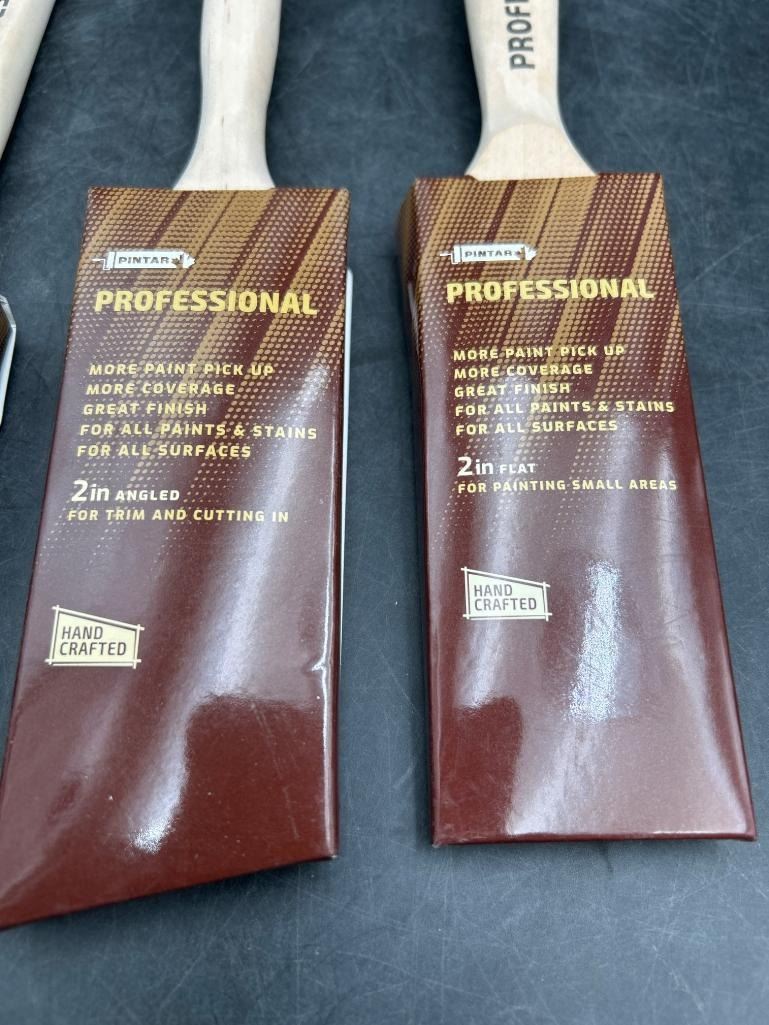 PINTAR
PROFESSIONAL
MORE PAINT PICK UP
MORE COVERAGE
GREAT FINISH
FOR ALL PAINTS & STAINS
FOR ALL SURFACES
2in ANGLED
FOR TRIM AND CUTTING IN
HAND
CRAFTED
PROF
PINTAR
PROFESSIONAL
MORE PAINT PICK UP
MORE COVERAGE
GREAT FINISH
FOR ALL PAINTS & STAINS
FOR ALL SURFACES
2in FLAT
FOR PAINTING SMALL AREAS
HAND
CRAFTED